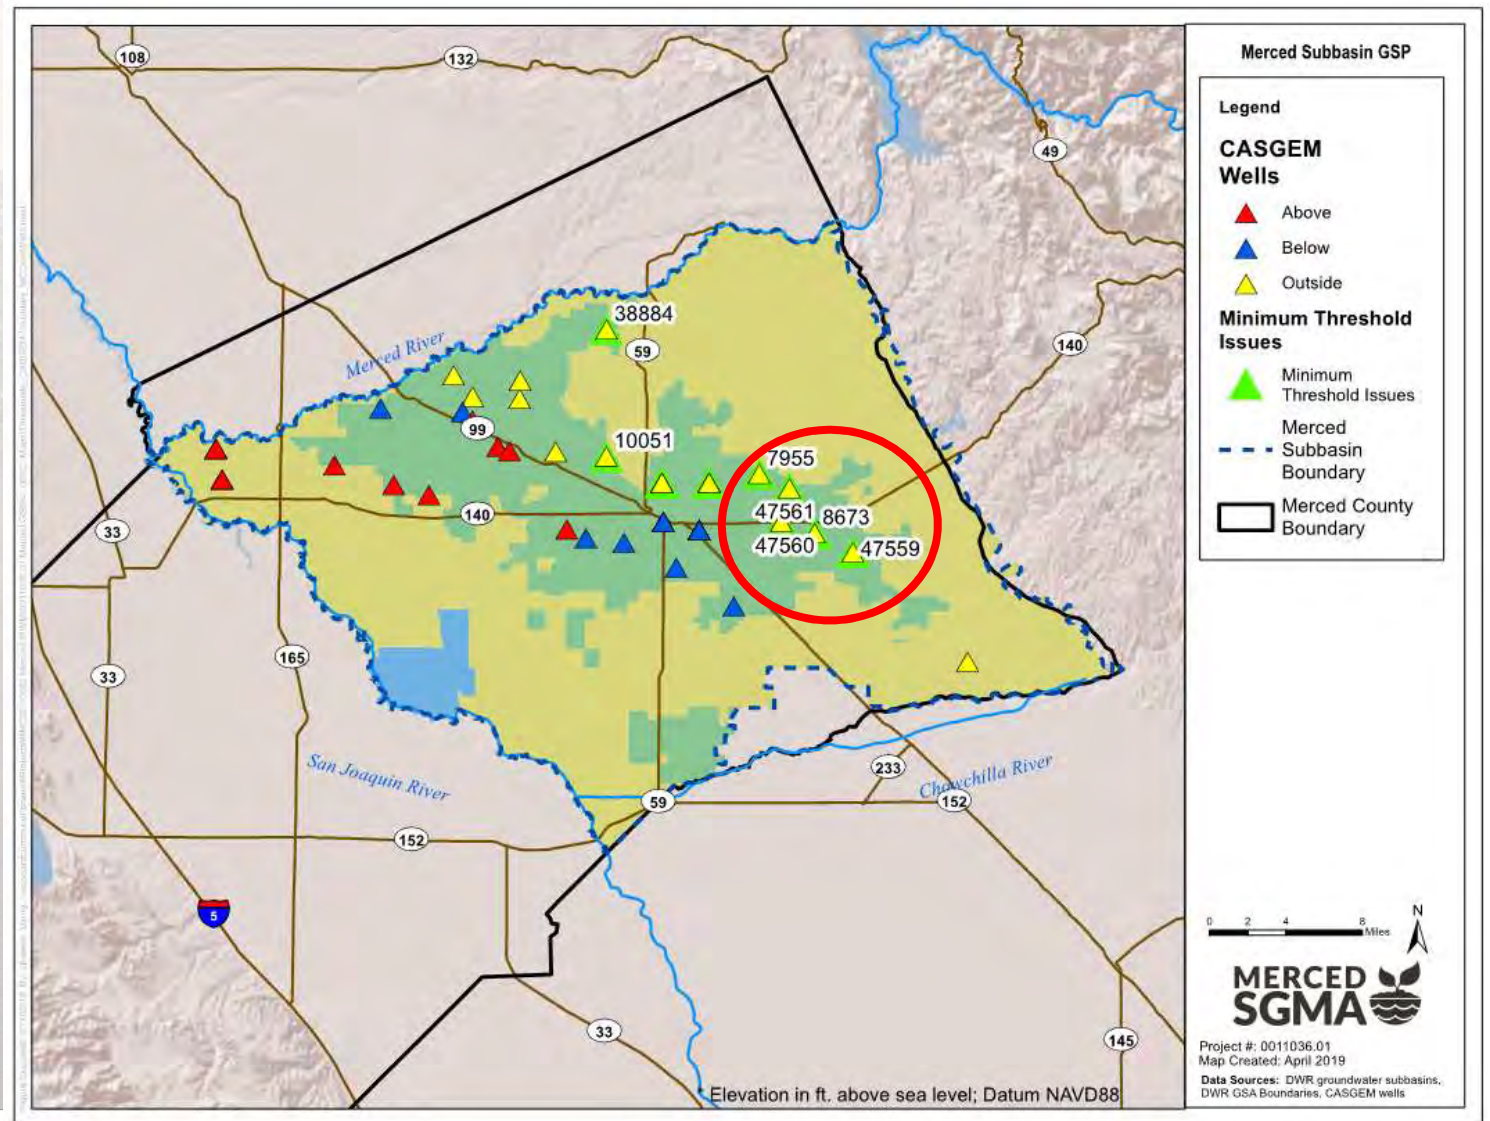 108
132
49
140
38884
59
Merced River
99
10051
7955
140
47561
8673
47560
47559
33
33
165
San Joaquin River
233
Chowchilla River
59
152
152
5
33
145
Elevation in ft. above sea level; Datum NAVD88
Merced Subbasin GSP
Legend
CASGEM
Wells
Above
Below
Outside
Minimum Threshold
Issues
Minimum
Threshold Issues
Merced
Subbasin
Boundary
Merced County
Boundary
0 2 4 8
Miles
N
MERCED
SGMA
Project #: 0011036.01
Map Created: April 2019
Data Sources: DWR groundwater subbasins,
DWR GSA Boundaries, CASGEM wells